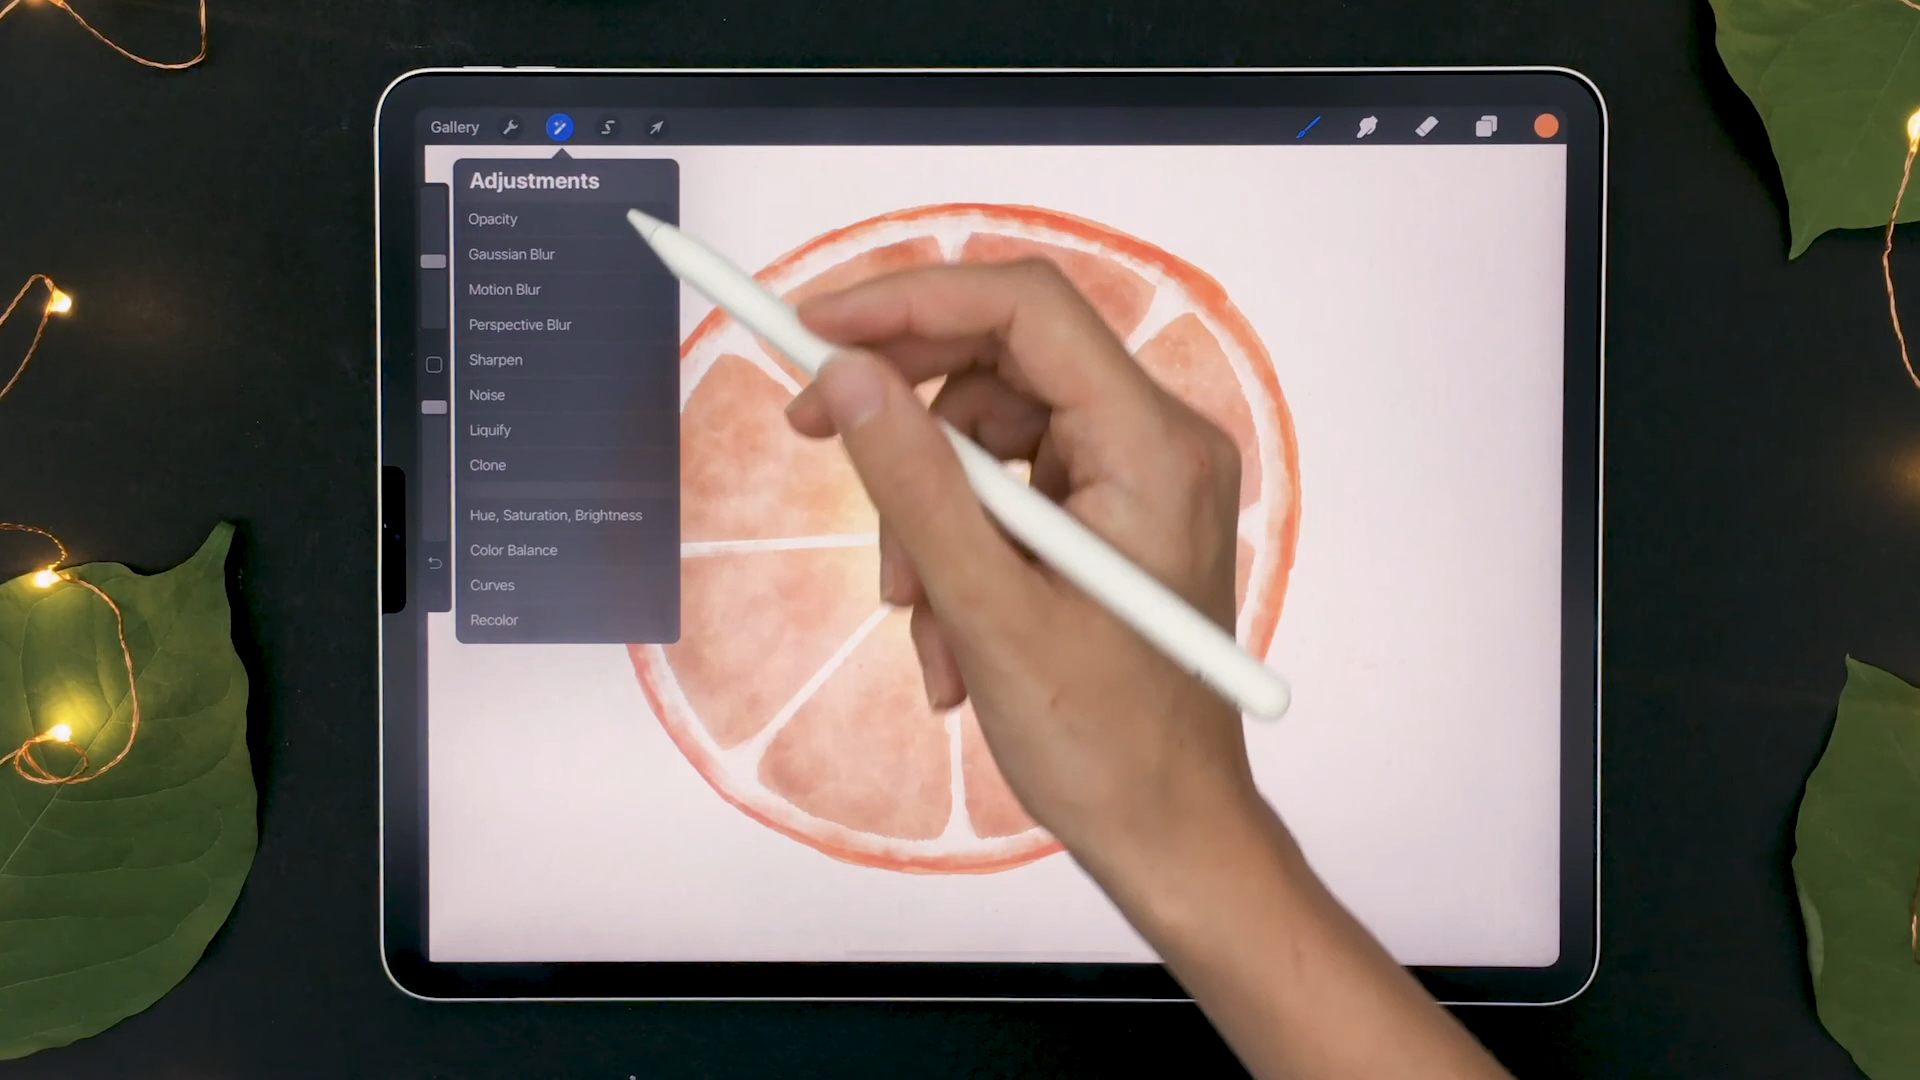 Gallery
Adjustments
Opacity
Gaussian Blur
Motion Blur
Perspective Blur
Sharpen
Noise
Liquify
Clone
Hue, Saturation, Brightness
Color Balance
Curves
Recolor